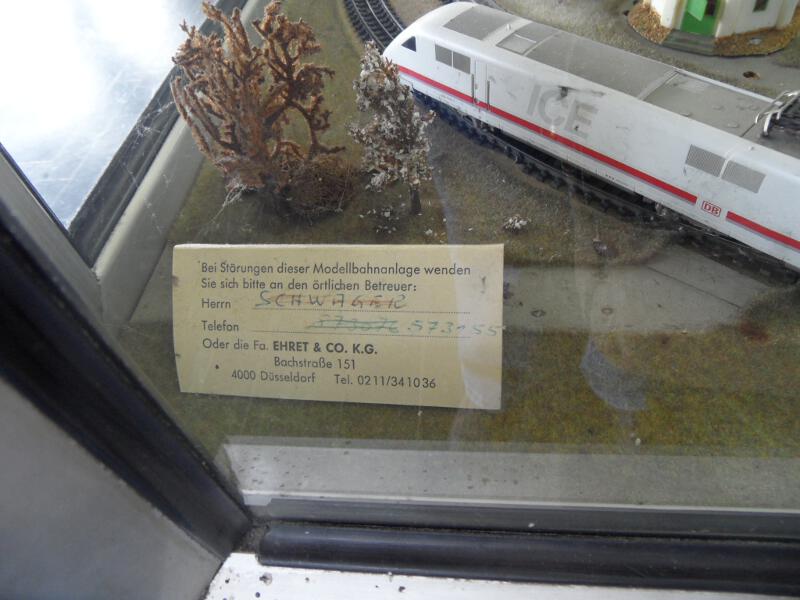 ICE
DB
Bei Störungen dieser Modellbahnanlage wenden
Sie sich bitte an den örtlichen Betreuer:
Herrn SCHWAGER
Telefon 573155
Oder die Fa. EHRET & CO. K.G.
Bachstraße 151
4000 Düsseldorf Tel. 0211/341036